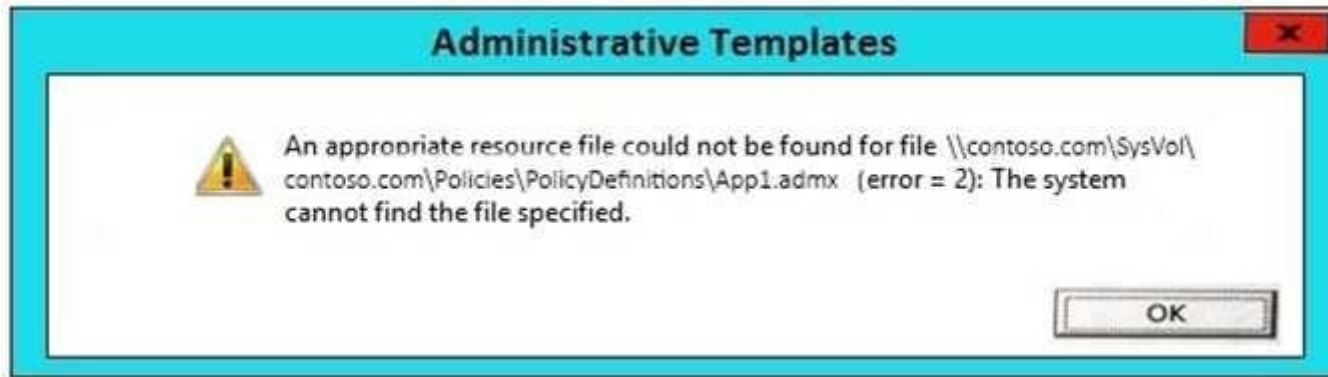 Administrative Templates
x
An appropriate resource file could not be found for file \\contoso.com\SysVol\
contoso.com\Policies\PolicyDefinitions\App1.admx (error = 2): The system
cannot find the file specified.
OK